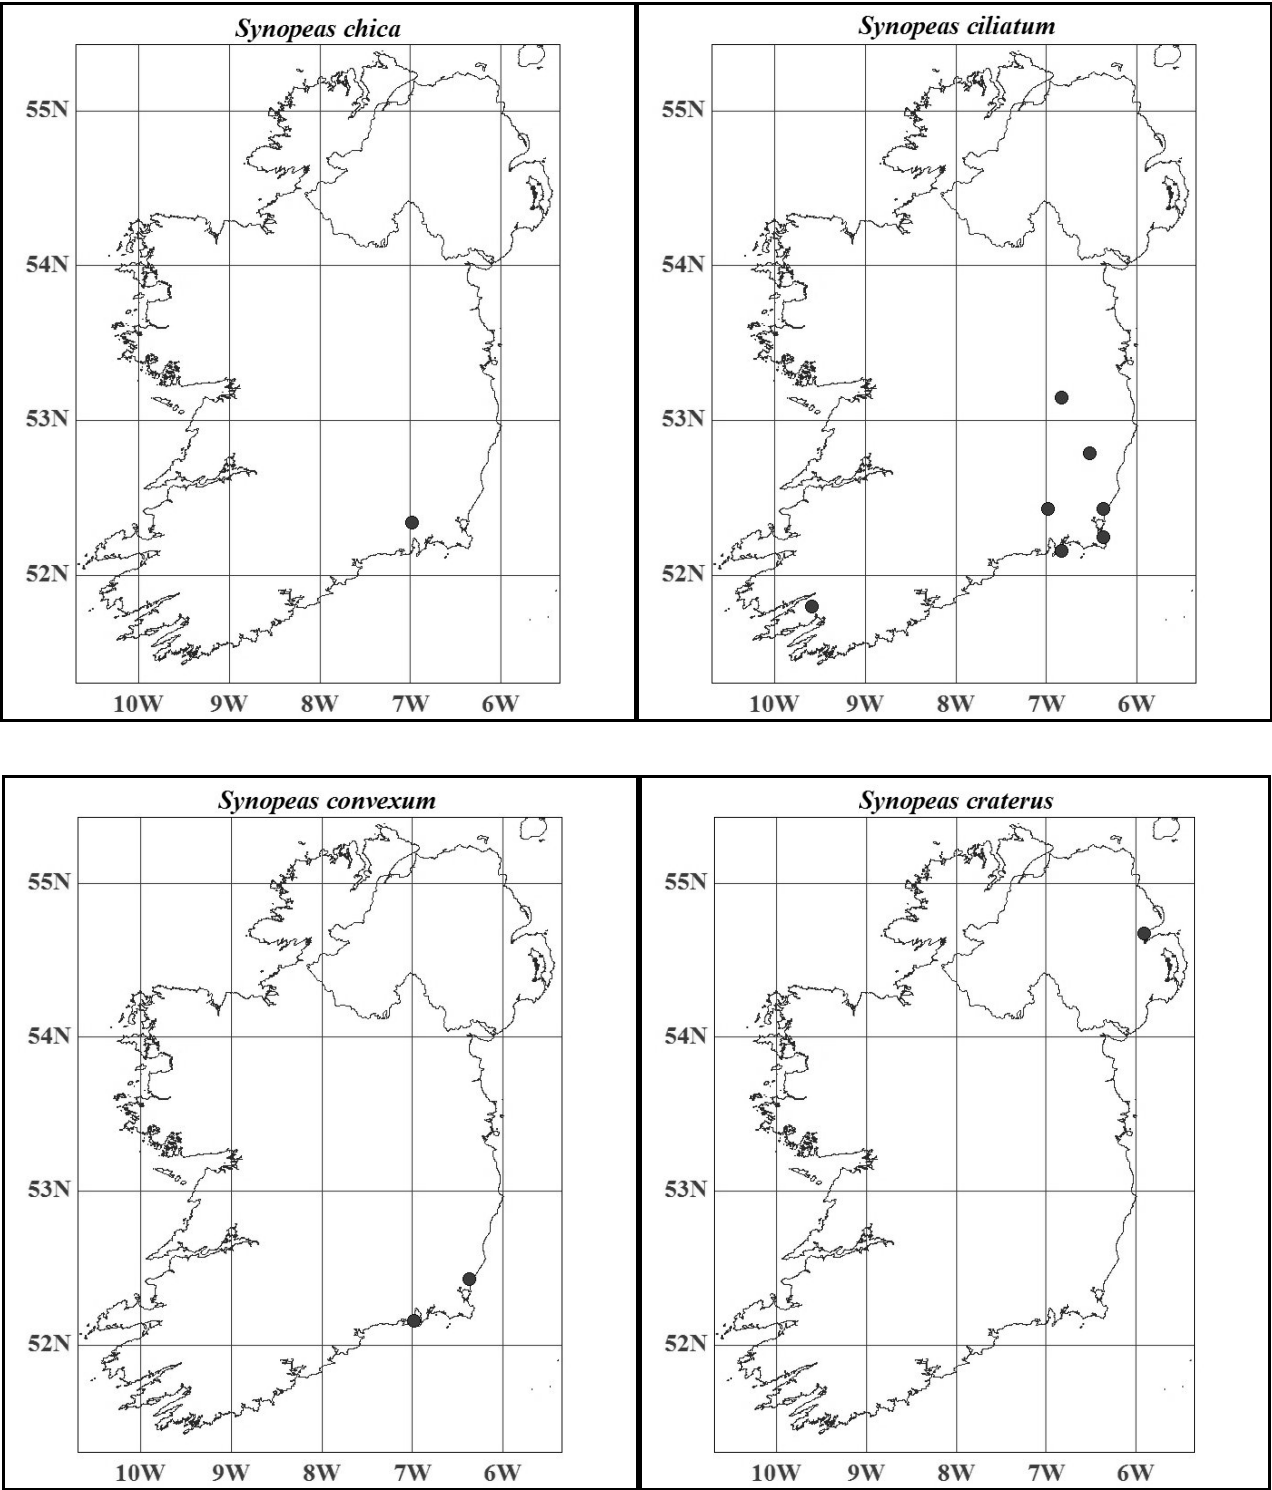 Synopeas chica
55N
54N
53N
52N
10W 9W 8W 7W 6W
Synopeas ciliatum
55N
54N
53N
52N
10W 9W 8W 7W 6W
Synopeas convexum
55N
54N
53N
52N
10W 9W 8W 7W 6W
Synopeas craterus
55N
54N
53N
52N
10W 9W 8W 7W 6W